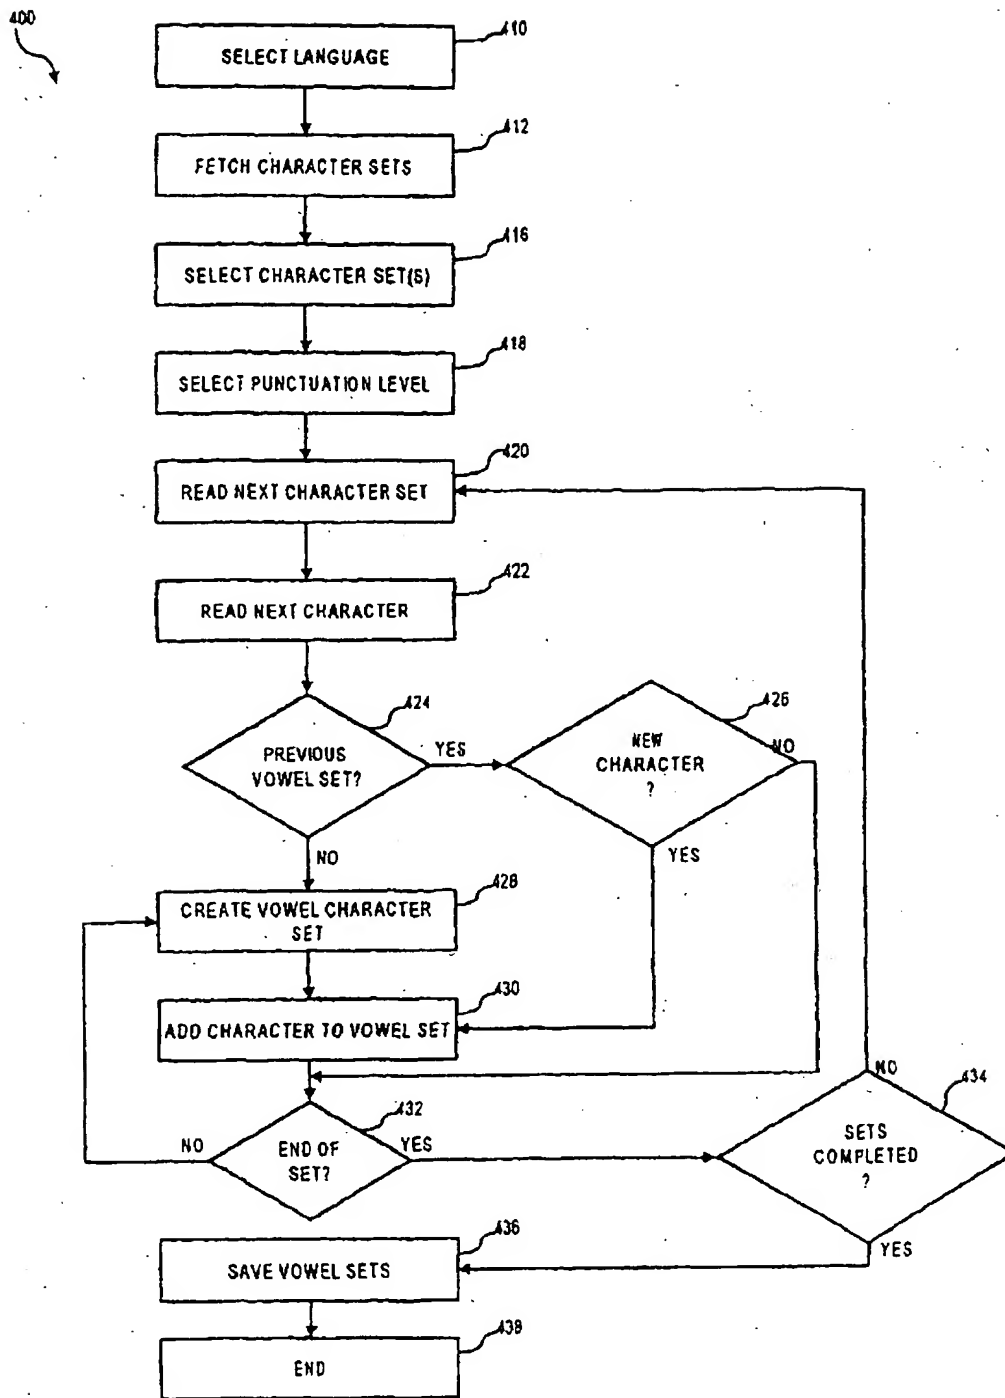 400
410
SELECT LANGUAGE
412
FETCH CHARACTER SETS
416
SELECT CHARACTER SET(S)
418
SELECT PUNCTUATION LEVEL
420
READ NEXT CHARACTER SET
422
READ NEXT CHARACTER
424
PREVIOUS
VOWEL SET?
YES
NO
426
NEW
CHARACTER
?
NO
YES
428
CREATE VOWEL CHARACTER
SET
430
ADD CHARACTER TO VOWEL SET
432
END OF
SET?
NO
YES
434
SETS
COMPLETED
?
NO
YES
436
SAVE VOWEL SETS
438
END